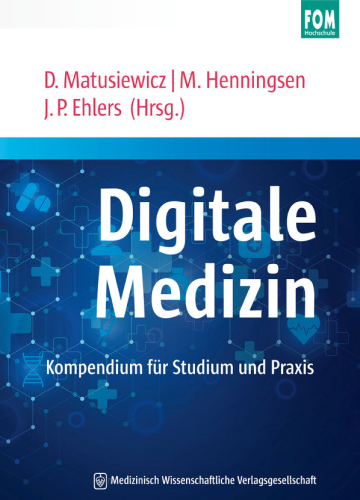 FOM
Hochschule
D. Matusiewicz | M. Henningsen
J. P. Ehlers (Hrsg.)
Digitale
Medizin
Kompendium für Studium und Praxis
Medizinisch Wissenschaftliche Verlagsgesellschaft